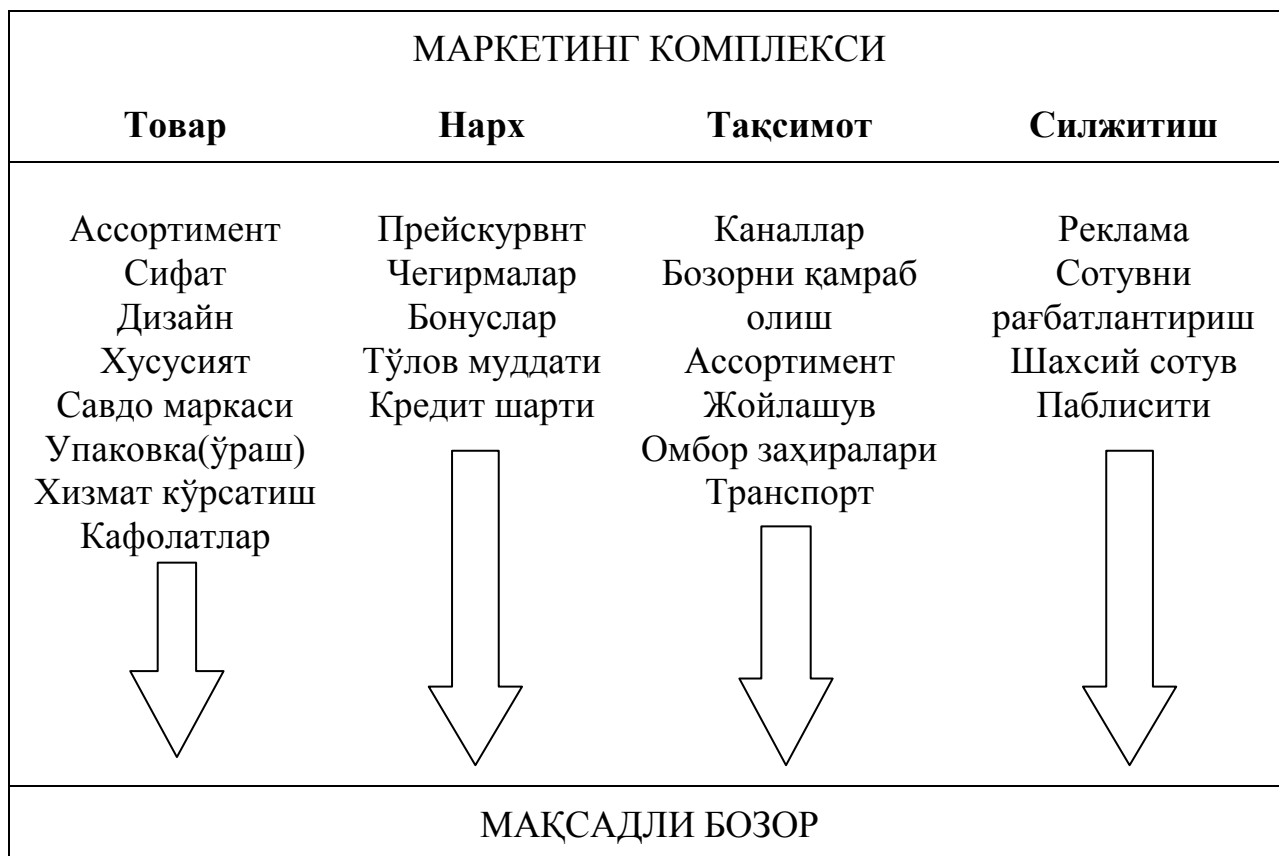 МАРКЕТИНГ КОМПЛЕКСИ
Товар
Нарх
Тақсимот
Силжитиш
Ассортимент
Сифат
Дизайн
Хусусият
Савдо маркаси
Упаковка(ўраш)
Хизмат кўрсатиш
Кафолатлар
Прейскурвнт
Чегирмалар
Бонуслар
Тўлов муддати
Кредит шарти
Каналлар
Бозорни қамраб
олиш
Ассортимент
Жойлашув
Омбор заҳиралари
Транспорт
Реклама
Сотувни
рағбатлантириш
Шахсий сотув
Паблисити
МАҚСАДЛИ БОЗОР